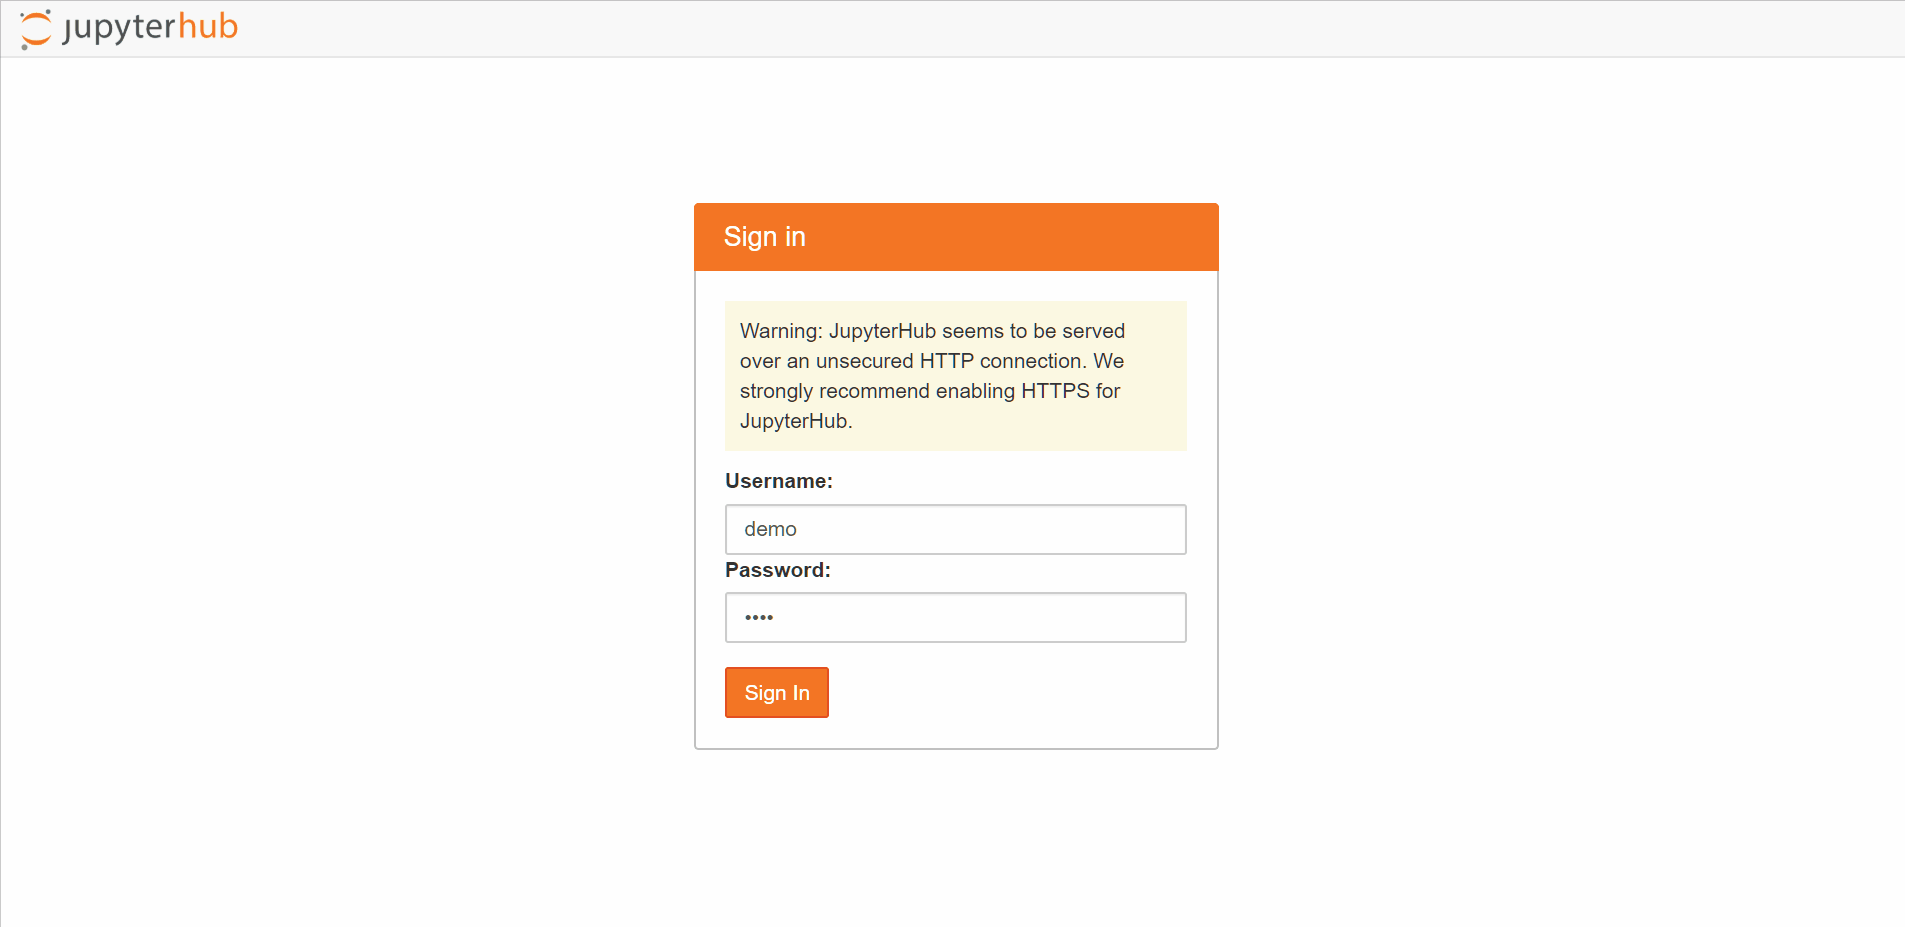 jupyterhub
Sign in
Warning: JupyterHub seems to be served
over an unsecured HTTP connection. We
strongly recommend enabling HTTPS for
JupyterHub.
Username:
demo
Password:
••••
Sign In